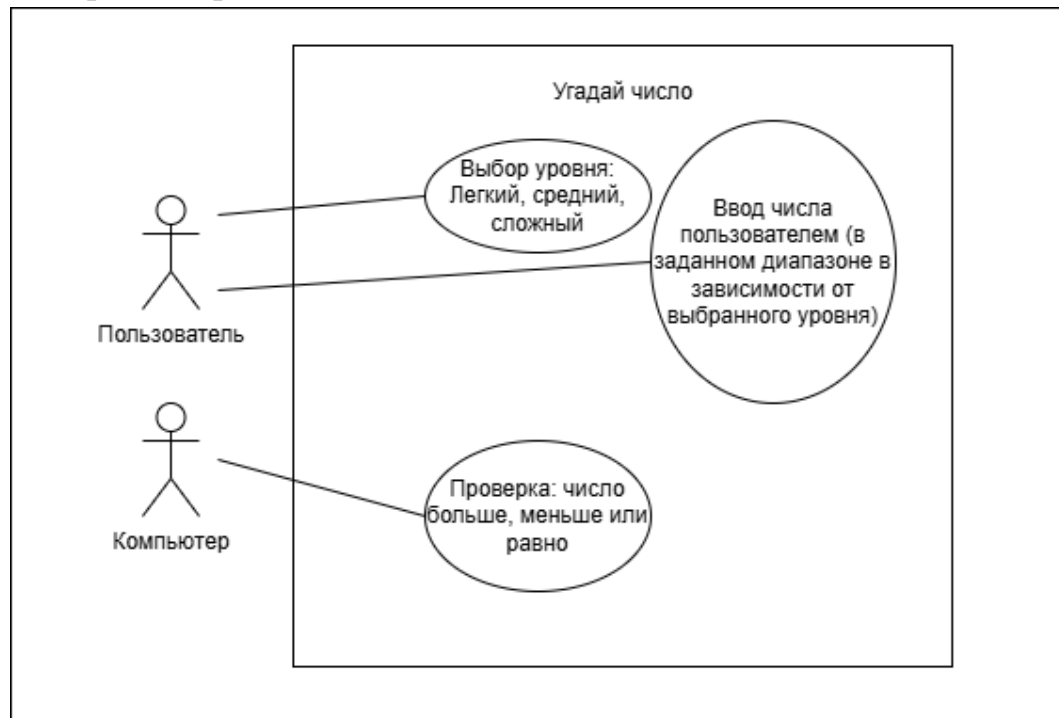 Угадай число
Выбор уровня:
Легкий, средний,
сложный
Ввод числа
пользователем (в
заданном диапазоне в
зависимости от
выбранного уровня)
Пользователь
Проверка: число
больше, меньше или
равно
Компьютер